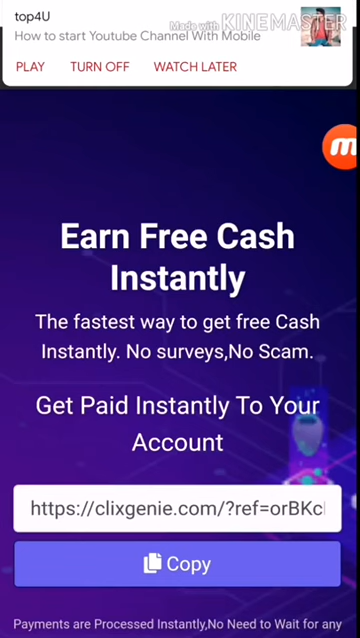 top4U
Made with KINEMASTER
How to start Youtube Channel With Mobile
PLAY TURN OFF WATCH LATER
m
Earn Free Cash
Instantly
The fastest way to get free Cash
Instantly. No surveys,No Scam.
Get Paid Instantly To Your
Account
https://clixgenie.com/?ref=orBKc
Copy
Payments are Processed Instantly,No Need to Wait for any